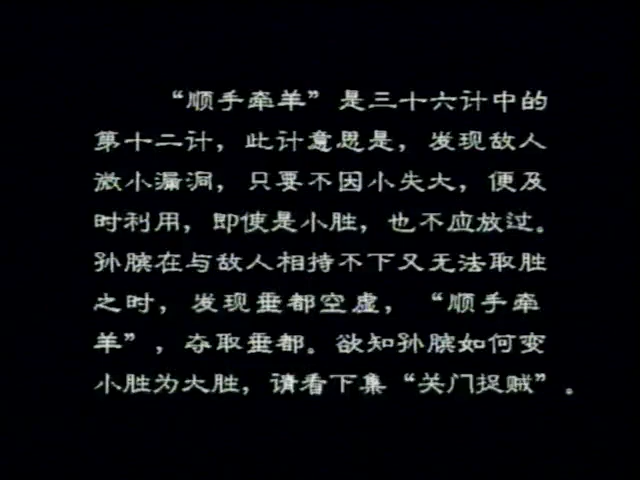 “顺手牵羊”是三十六计中的
第十二计，此计意思是，发现敌人
微小漏洞，只要不因小失大，便及
时利用，即使是小胜，也不应放过。
孙膑在与敌人相持不下又无法取胜
之时，发现垂都空虚，“顺手牵
羊”，夺取垂都。欲知孙膑如何变
小胜为大胜，请看下集“关门捉贼”。